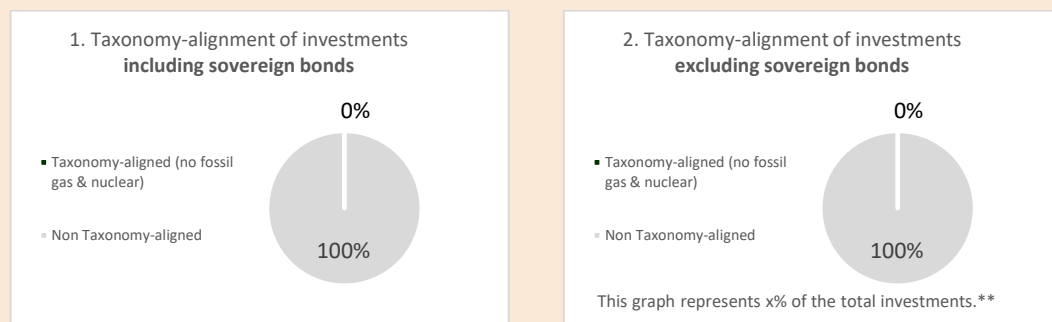 1. Taxonomy-alignment of investments
including sovereign bonds
0%
Taxonomy-aligned (no fossil
gas & nuclear)
Non Taxonomy-aligned
100%
2. Taxonomy-alignment of investments
excluding sovereign bonds
0%
Taxonomy-aligned (no fossil
gas & nuclear)
Non Taxonomy-aligned
100%
This graph represents x% of the total investments.**